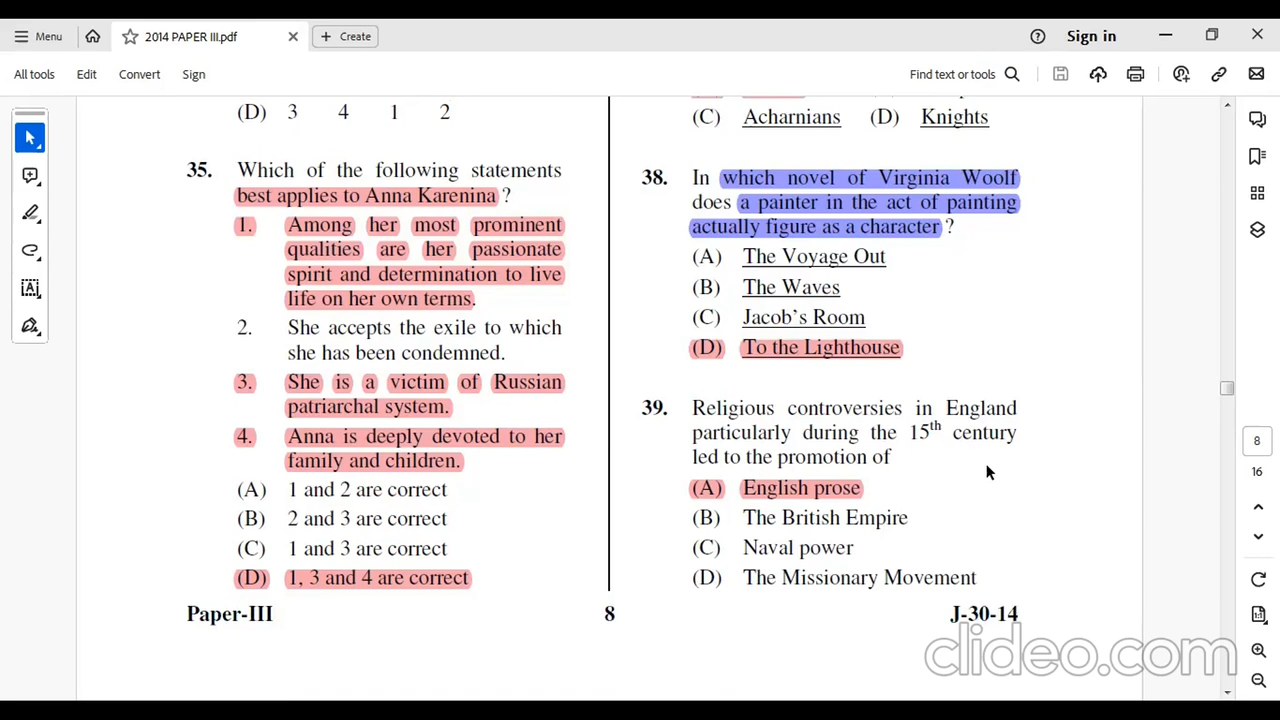 Menu
2014 PAPER III.pdf
Create
Sign in
All tools
Edit
Convert
Sign
Find text or tools
(D) 3 4 1 2
35. Which of the following statements
best applies to Anna Karenina ?
1. Among her most prominent
qualities are her passionate
spirit and determination to live
life on her own terms.
2. She accepts the exile to which
she has been condemned.
3. She is a victim of Russian
patriarchal system.
4. Anna is deeply devoted to her
family and children.
(A) 1 and 2 are correct
(B) 2 and 3 are correct
(C) 1 and 3 are correct
(D) 1, 3 and 4 are correct
(C) Acharnians (D) Knights
38. In which novel of Virginia Woolf
does a painter in the act of painting
actually figure as a character ?
(A) The Voyage Out
(B) The Waves
(C) Jacob's Room
(D) To the Lighthouse
39. Religious controversies in England
particularly during the 15th century
led to the promotion of
(A) English prose
(B) The British Empire
(C) Naval power
(D) The Missionary Movement
Paper-III 8 J-30-14
8
16
clideo.com